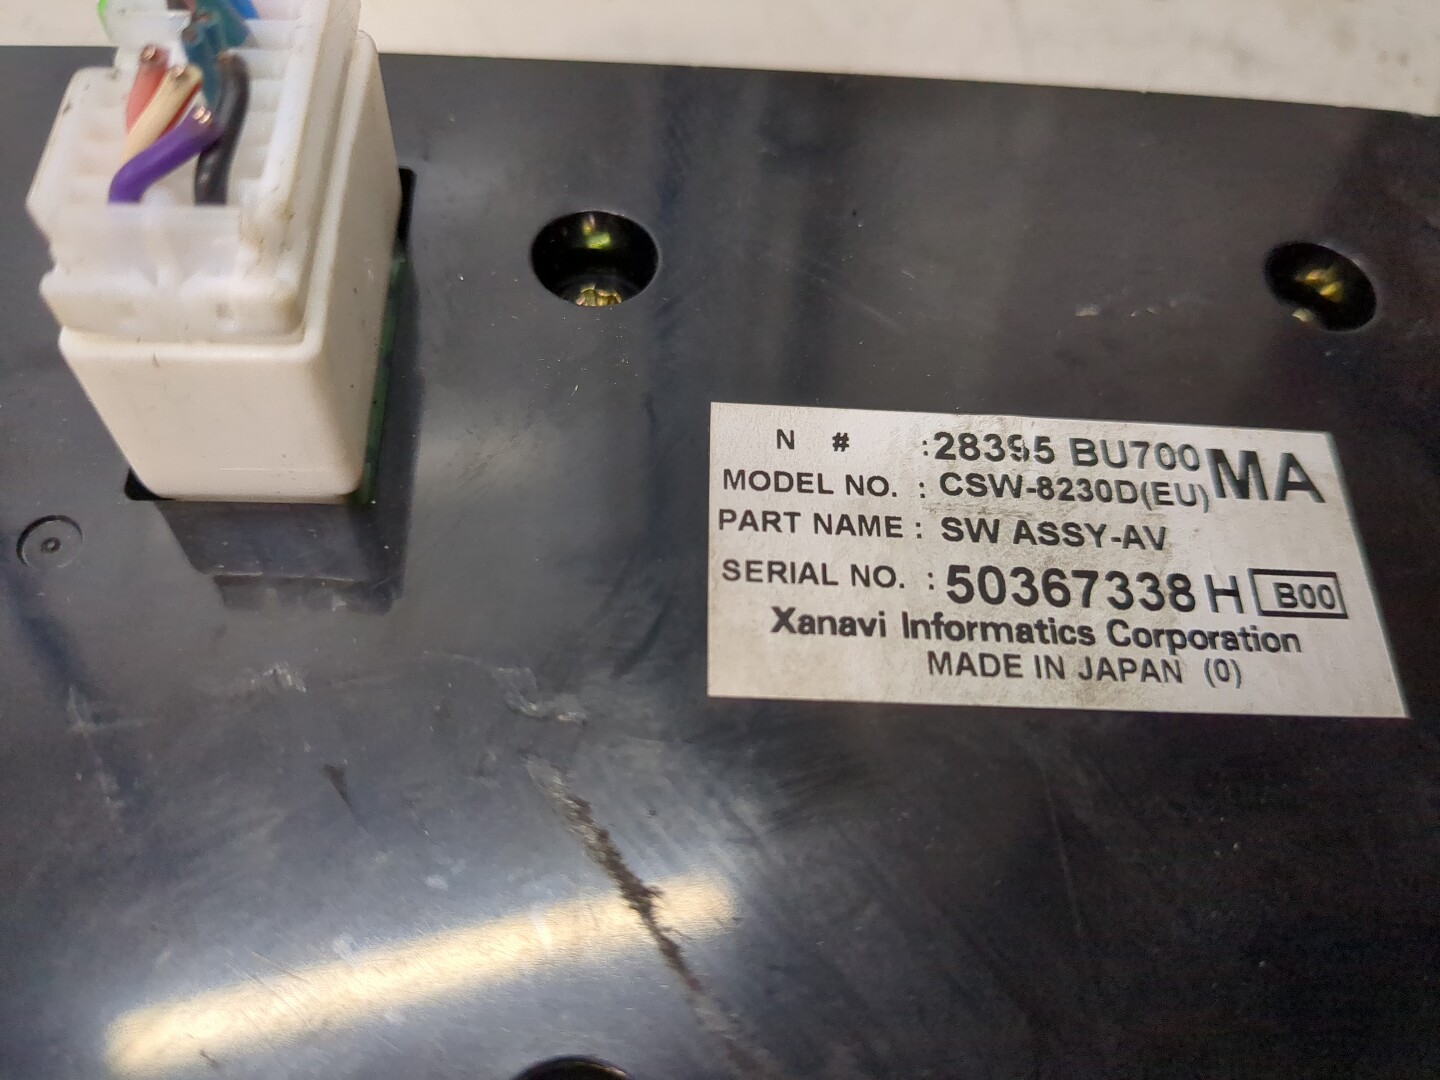 N # :28395 BU700 MA
MODEL NO. : CSW-8230D(EU)
PART NAME : SW ASSY-AV
SERIAL NO. : 50367338 H B00
Xanavi Informatics Corporation
MADE IN JAPAN (0)